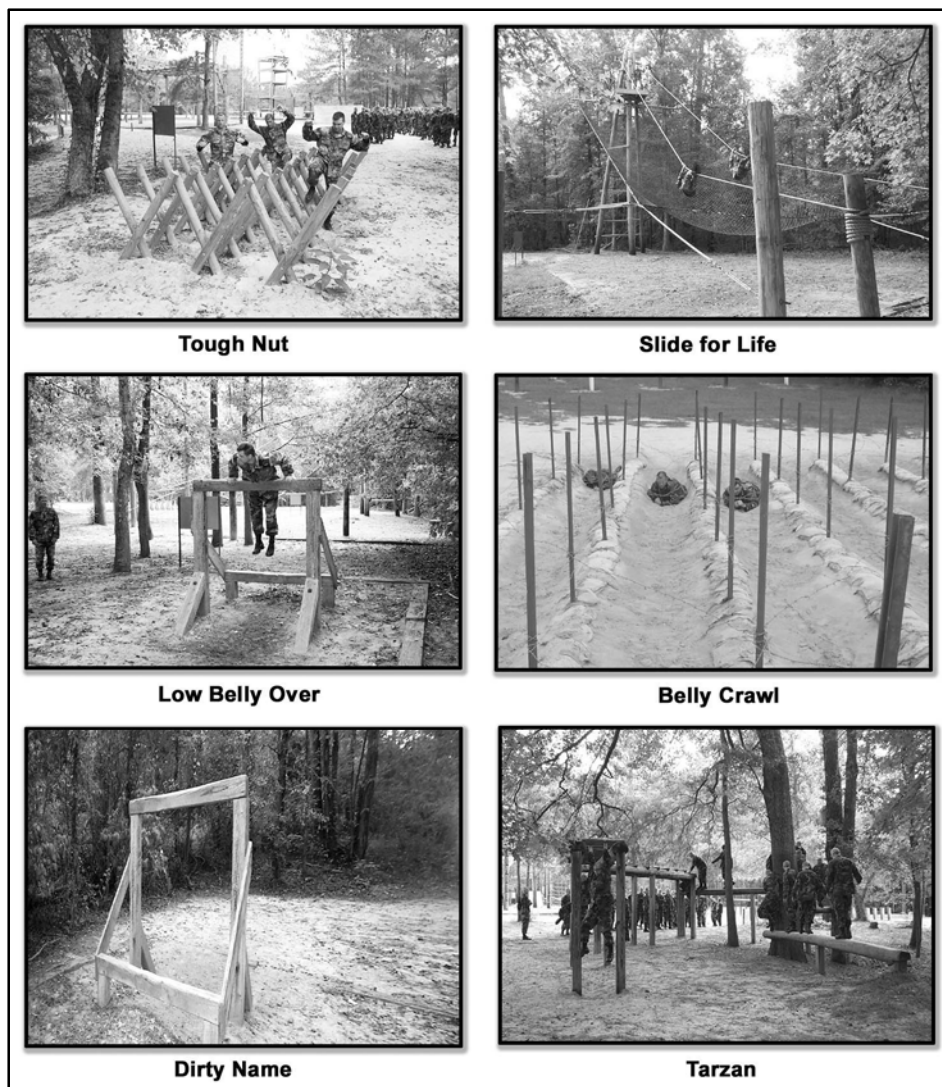 Tough Nut
Slide for Life
Low Belly Over
Belly Crawl
Dirty Name
Tarzan